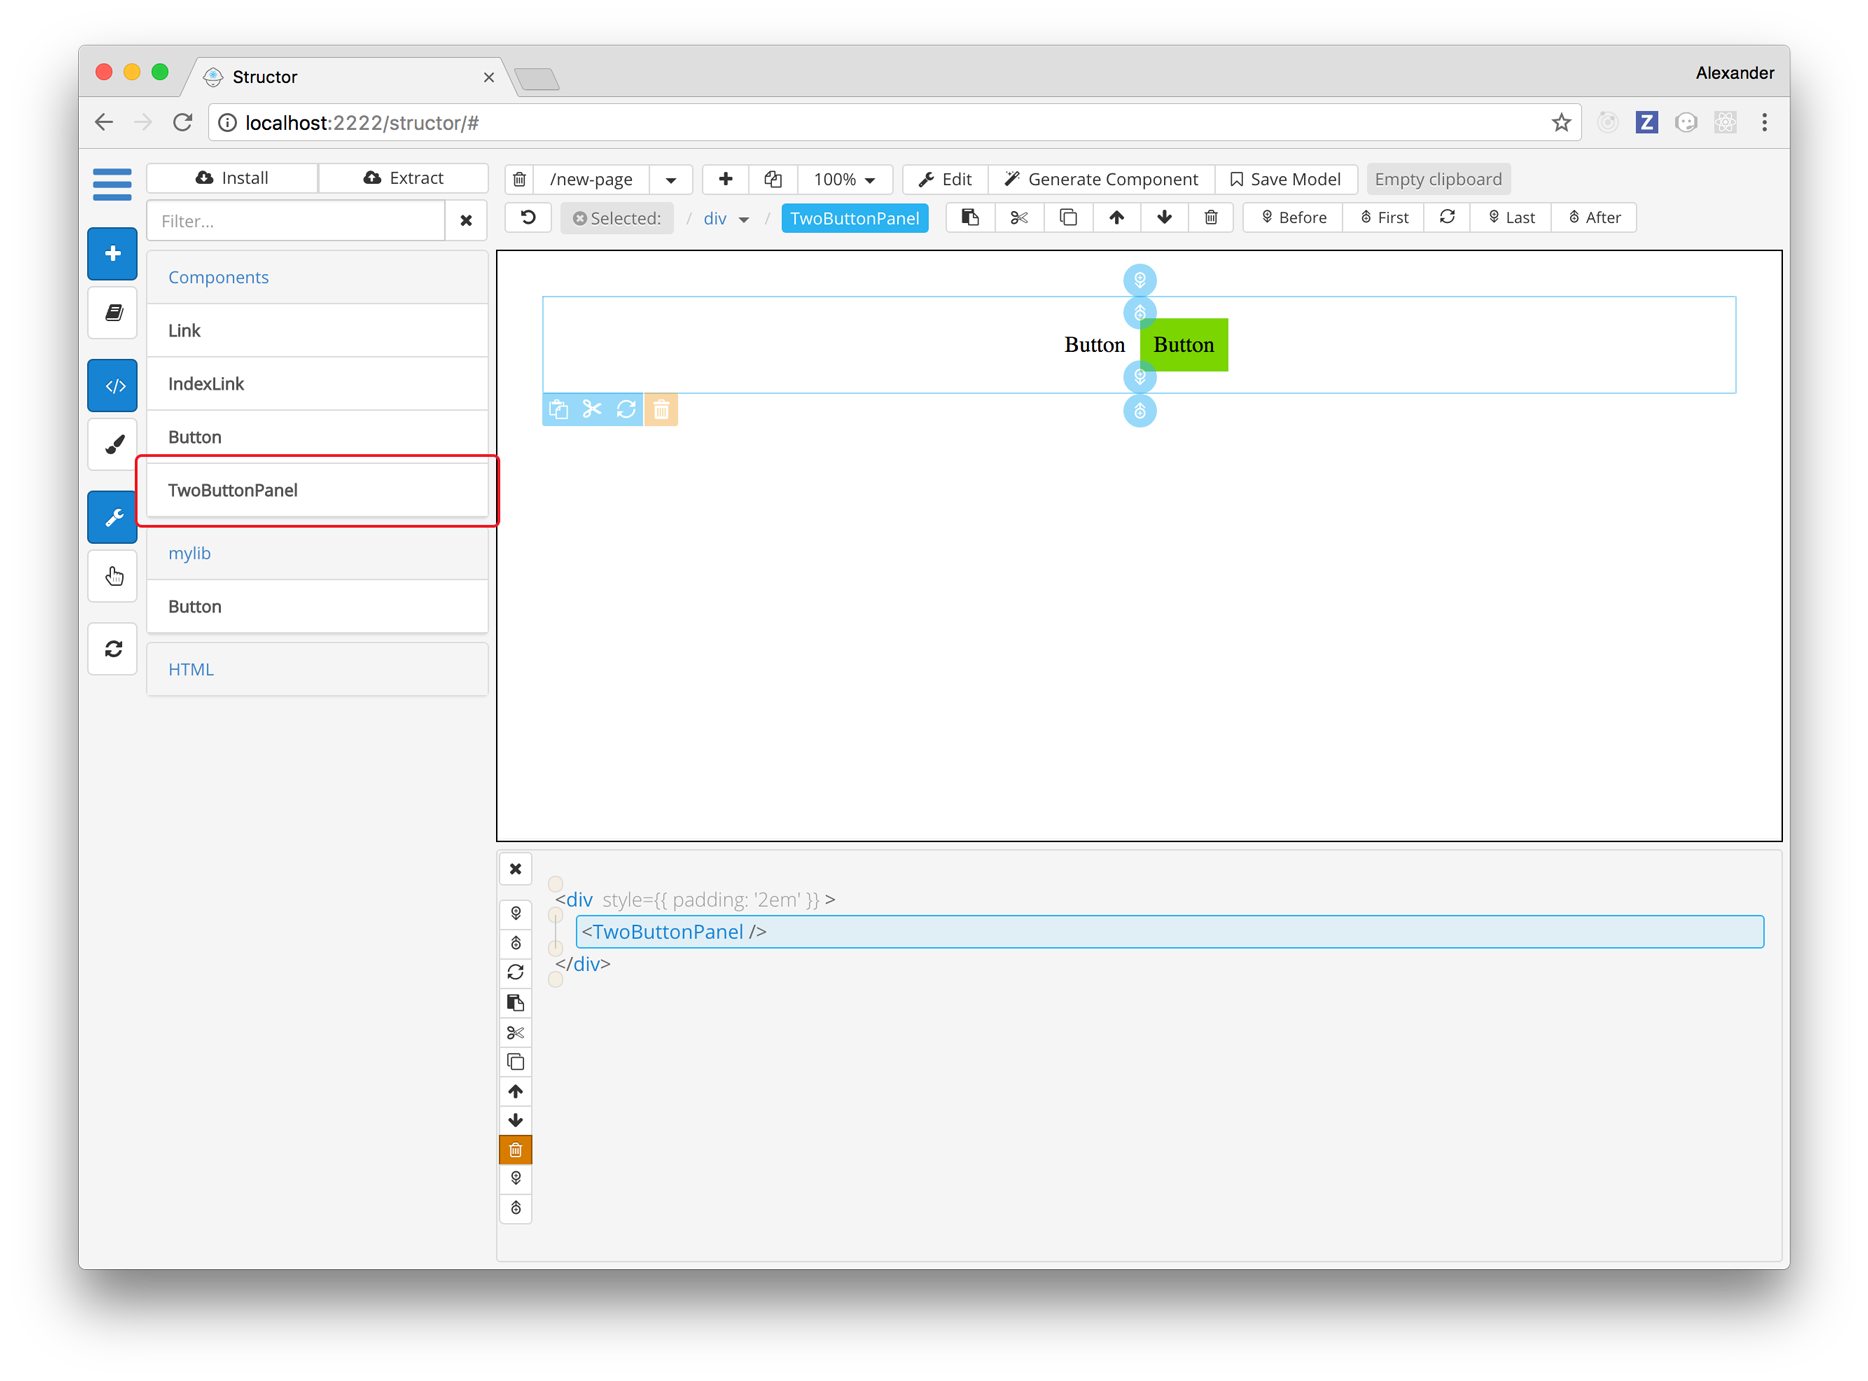 Structor
Alexander
localhost:2222/structor/#
Install
Extract
/new-page
100%
Edit
Generate Component
Save Model
Empty clipboard
Filter...
Selected:
/ div
/ TwoButtonPanel
Before
First
Last
After
Components
Link
IndexLink
Button
TwoButtonPanel
mylib
Button
HTML
Button
Button
</>
Z
<div style={{ padding: '2em' }} >
<TwoButtonPanel />
</div>